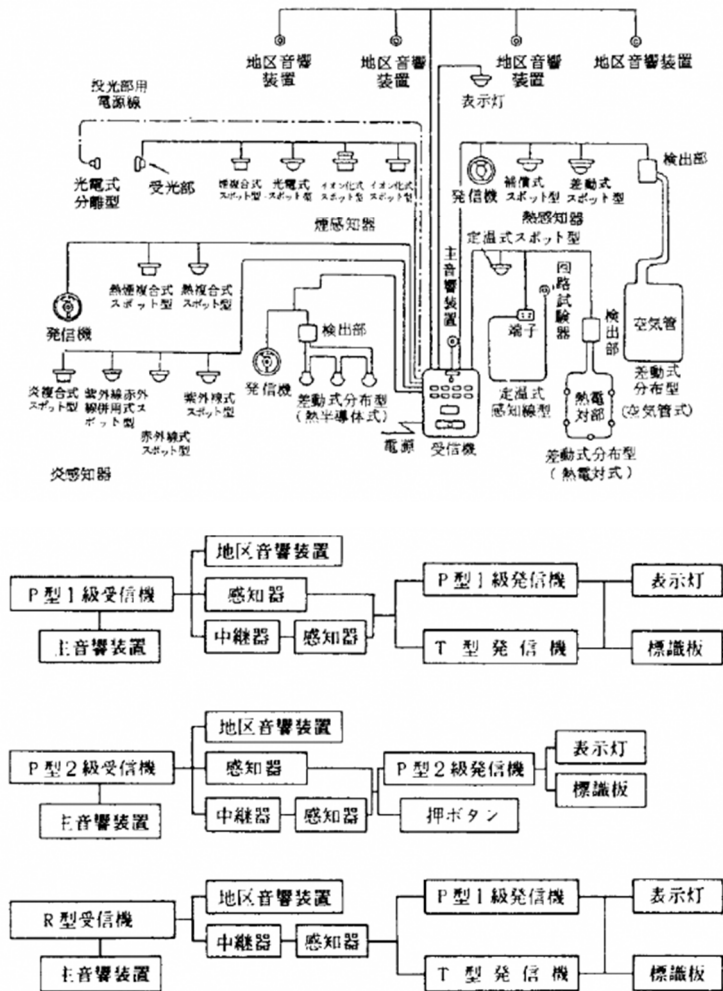 地区音響
装置
地区音響
装置
地区音響
装置
地区音響装置
表示灯
投光部用
電源線
光電式
分離型
受光部
煙複合式
スポット型
光電式
スポット型
イオン化式
スポット型
イオン化式
スポット型
煙感知器
発信機
補償式
スポット型
差動式
スポット型
熱感知器
検出部
定温式スポット型
主音響装置
回路試験器
端子
検出部
空気管
差動式
分布型
(空気管式)
発信機
熱煙複合式
スポット型
熱複合式
スポット型
発信機
検出部
差動式分布型
(熱半導体式)
炎複合式
スポット型
紫外線赤外
線併用式ス
ポット型
紫外線式
スポット型
赤外線式
スポット型
炎感知器
電源
受信機
定温式
感知線型
熱電
対部
差動式分布型
(熱電対式)
P型1級受信機
主音響装置
地区音響装置
感知器
中継器
感知器
P型1級発信機
T型発信機
表示灯
標識板
P型2級受信機
主音響装置
地区音響装置
感知器
中継器
感知器
P型2級発信機
押ボタン
表示灯
標識板
R型受信機
主音響装置
地区音響装置
中継器
感知器
P型1級発信機
T型発信機
表示灯
標識板